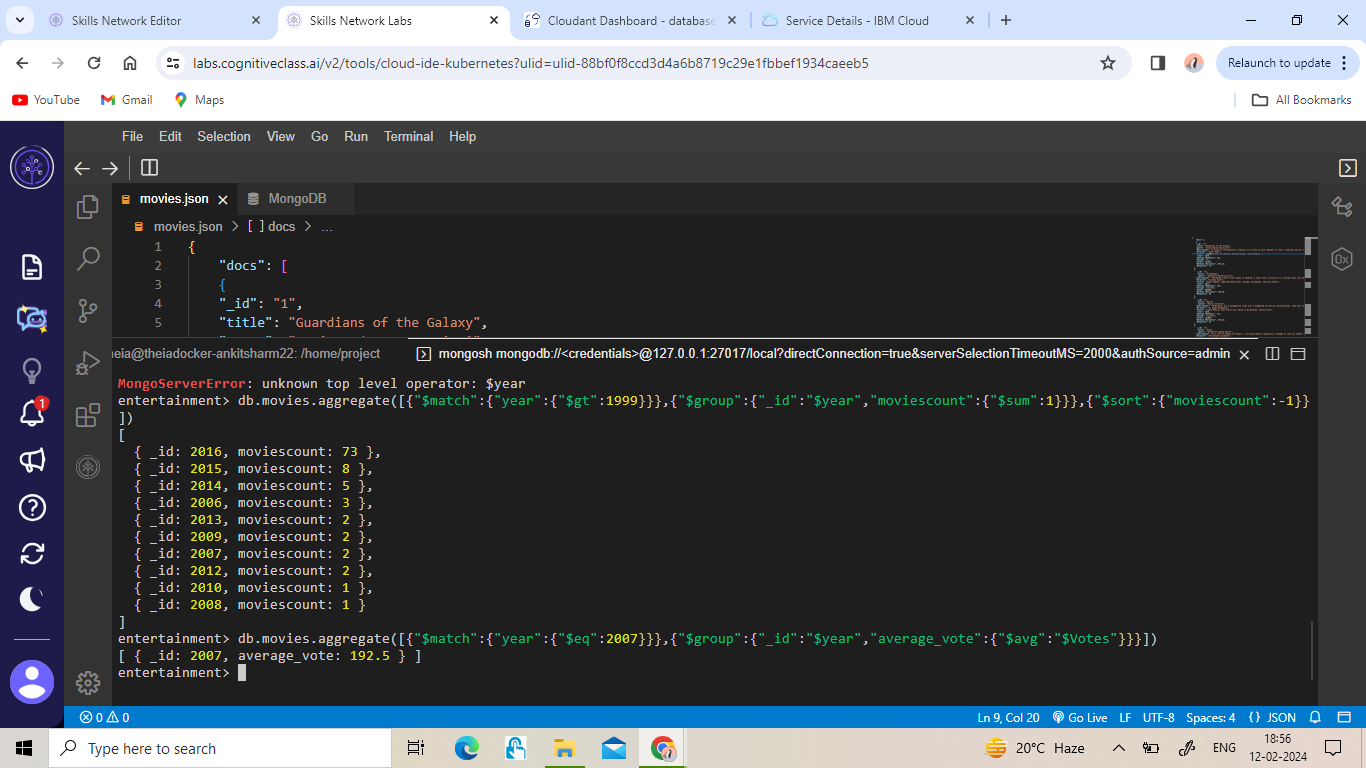 Skills Network Editor
Skills Network Labs
Cloudant Dashboard - database
Service Details - IBM Cloud
labs.cognitiveclass.ai/v2/tools/cloud-ide-kubernetes?ulid=ulid-88bf0f8ccd3d4a6b8719c29e1fbbef1934caeeb5
Relaunch to update
YouTube
Gmail
Maps
All Bookmarks
File Edit Selection View Go Run Terminal Help
movies.json
MongoDB
movies.json > [ ] docs > ...
1 {
2 "docs": [
3 {
4 "_id": "1",
5 "title": "Guardians of the Galaxy",
heia@theiadocker-ankitsharm22: /home/project
mongosh mongodb://<credentials>@127.0.0.1:27017/local?directConnection=true&serverSelectionTimeoutMS=2000&authSource=admin
MongoServerError: unknown top level operator: $year
entertainment> db.movies.aggregate([{"$match":{"year":{"$gt":1999}}},{"$group":{"_id":"$year","moviescount":{"$sum":1}}},{"$sort":{"moviescount":-1}}
])
[
{ _id: 2016, moviescount: 73 },
{ _id: 2015, moviescount: 8 },
{ _id: 2014, moviescount: 5 },
{ _id: 2006, moviescount: 3 },
{ _id: 2013, moviescount: 2 },
{ _id: 2009, moviescount: 2 },
{ _id: 2007, moviescount: 2 },
{ _id: 2012, moviescount: 2 },
{ _id: 2010, moviescount: 1 },
{ _id: 2008, moviescount: 1 }
]
entertainment> db.movies.aggregate([{"$match":{"year":{"$eq":2007}}},{"$group":{"_id":"$year","average_vote":{"$avg":"$Votes"}}}])
[ { _id: 2007, average_vote: 192.5 } ]
entertainment>
1
0x
0 0
Ln 9, Col 20 Go Live LF UTF-8 Spaces: 4 {} JSON
Type here to search
20°C Haze
ENG
18:56
12-02-2024